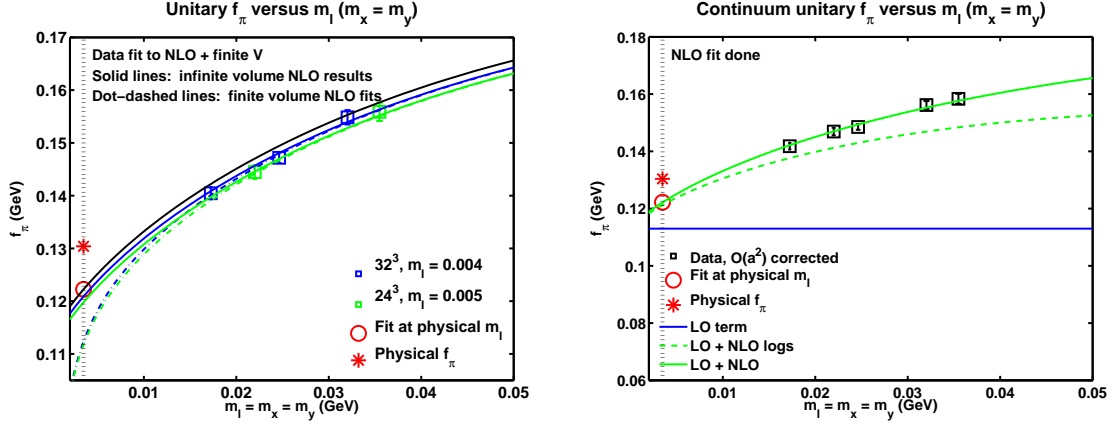 Unitary f_π versus m_l (m_x = m_y)
0.17
0.16
0.15
0.14
0.13
0.12
0.11
f_π (GeV)
Data fit to NLO + finite V
Solid lines: infinite volume NLO results
Dot−dashed lines: finite volume NLO fits
32^3, m_l = 0.004
24^3, m_l = 0.005
Fit at physical m_l
Physical f_π
0.01 0.02 0.03 0.04 0.05
m_l = m_x = m_y (GeV)
Continuum unitary f_π versus m_l (m_x = m_y)
0.18
0.16
0.14
0.12
0.1
0.08
0.06
f_π (GeV)
NLO fit done
Data, O(a^2) corrected
Fit at physical m_l
Physical f_π
LO term
LO + NLO logs
LO + NLO
0.01 0.02 0.03 0.04 0.05
m_l = m_x = m_y (GeV)